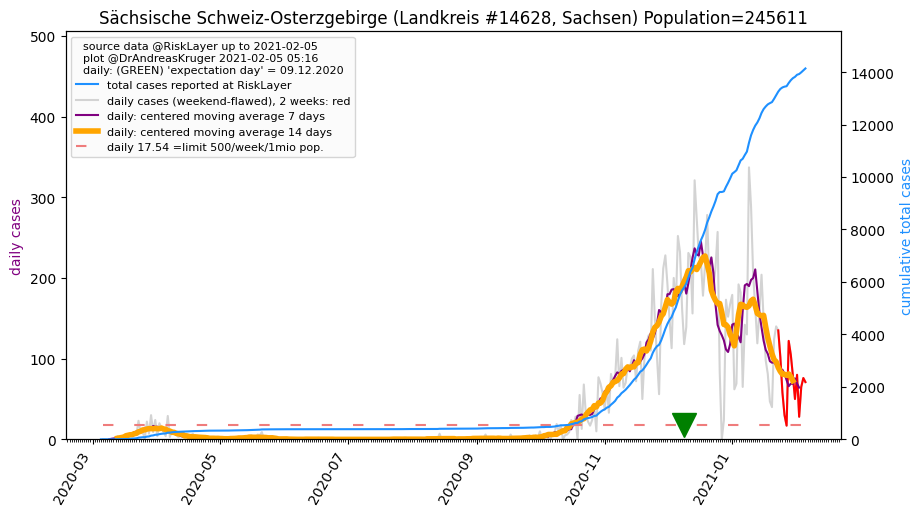 Sächsische Schweiz-Osterzgebirge (Landkreis #14628, Sachsen) Population=245611
source data @RiskLayer up to 2021-02-05
plot @DrAndreasKruger 2021-02-05 05:16
daily: (GREEN) 'expectation day' = 09.12.2020
total cases reported at RiskLayer
daily cases (weekend-flawed), 2 weeks: red
daily: centered moving average 7 days
daily: centered moving average 14 days
daily 17.54 =limit 500/week/1mio pop.
500
400
300
200
100
0
daily cases
14000
12000
10000
8000
6000
4000
2000
0
cumulative total cases
2020-03
2020-05
2020-07
2020-09
2020-11
2021-01